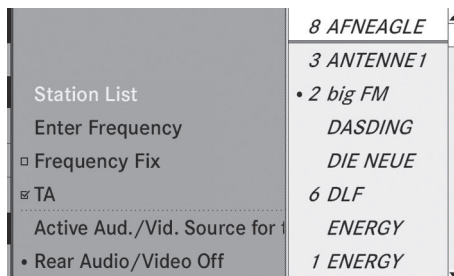 Station List
Enter Frequency
Frequency Fix
TA
Active Aud./Vid. Source for
• Rear Audio/Video Off
8 AFNEAGLE
3 ANTENNE1
• 2 big FM
DASDING
DIE NEUE
6 DLF
ENERGY
1 ENERGY